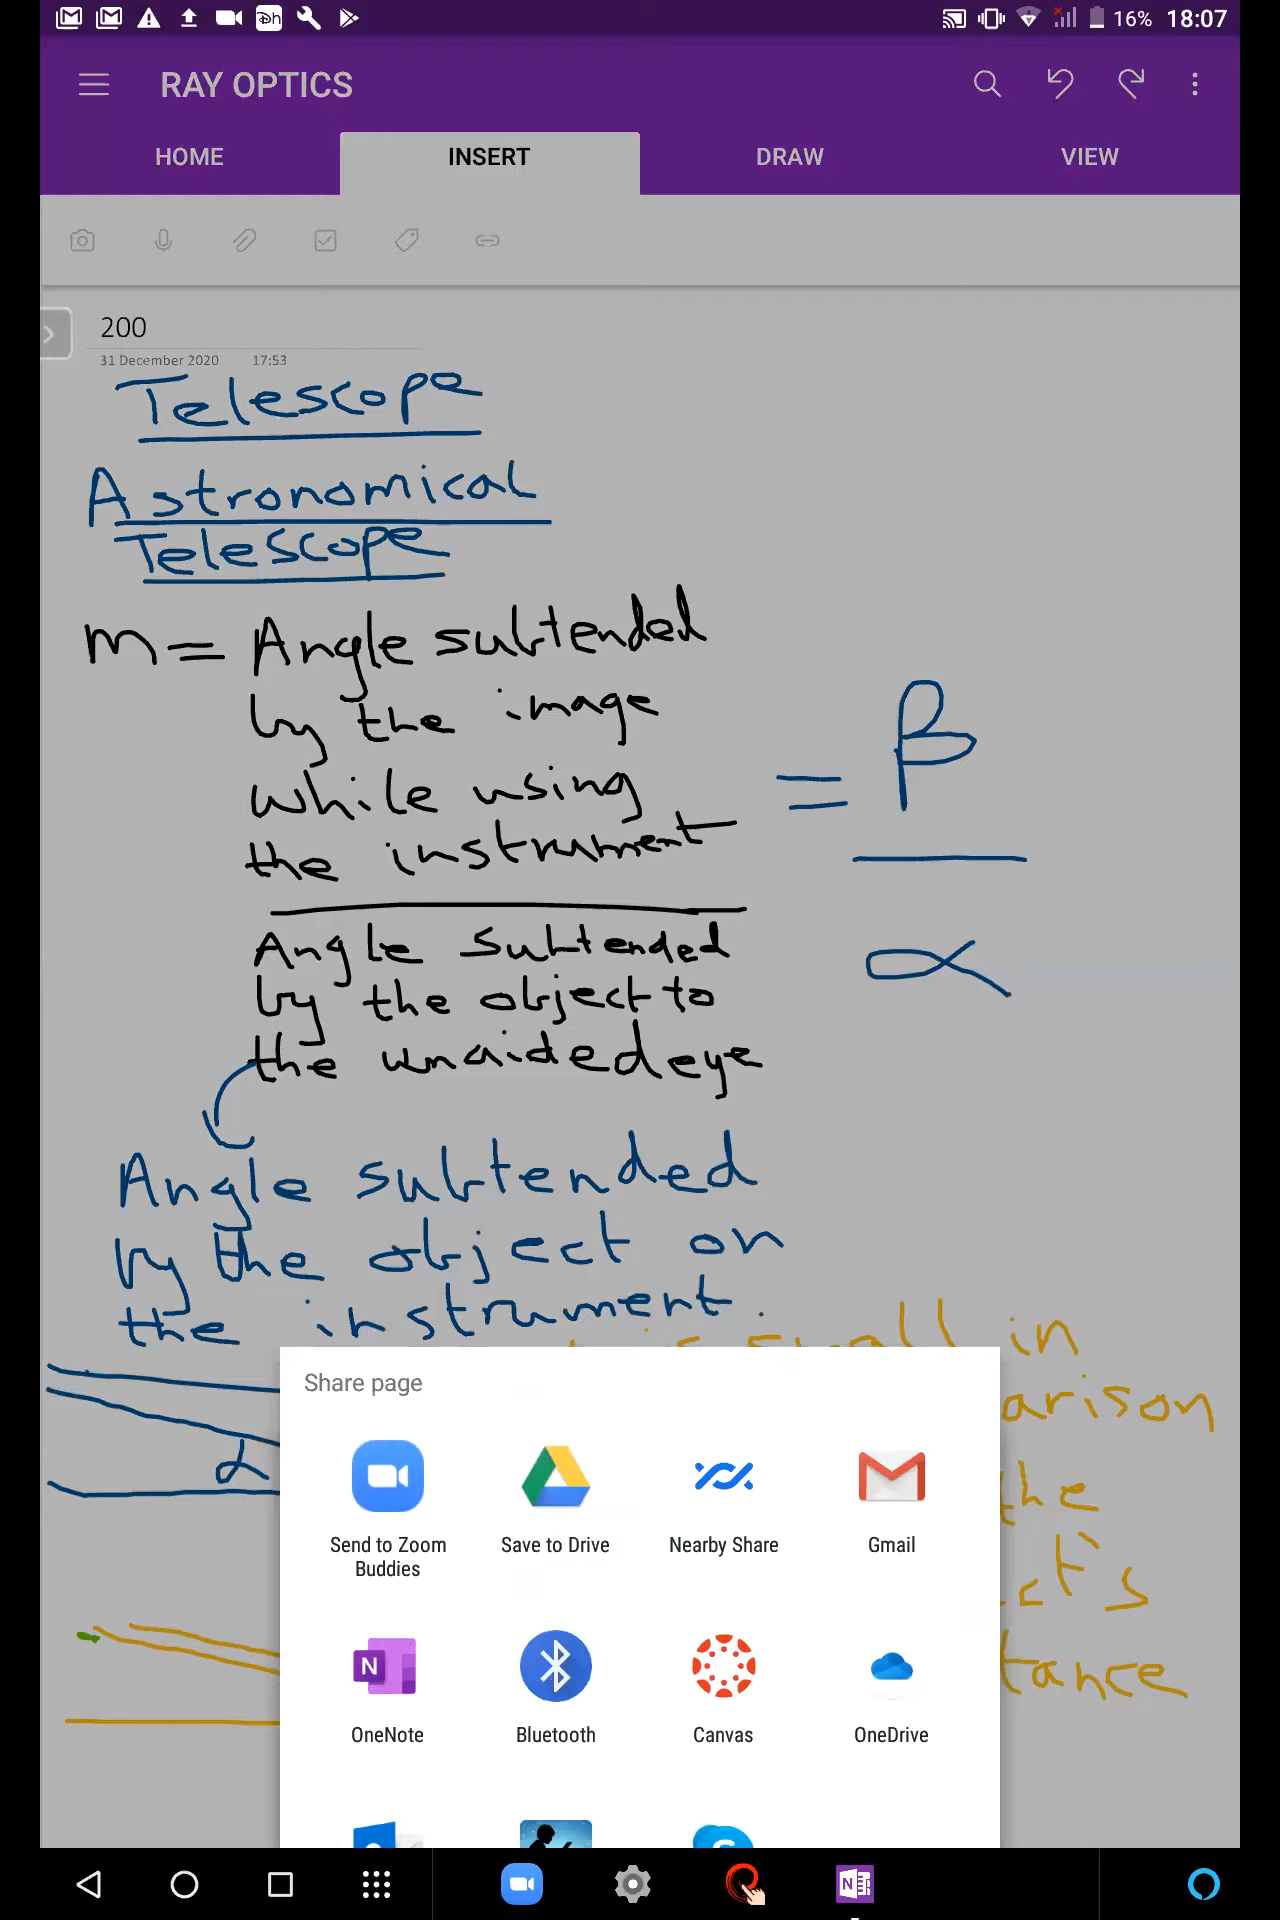 16% 18:07
RAY OPTICS
HOME INSERT DRAW VIEW
200
31 December 2020 17:53
Telescope
Astronomical
Telescope
m = Angle subtended
by the image
while using
the instrument
= β
α
Angle subtended
by the object to
the unaided eye
Angle subtended
by the object on
the instrument.
small in
arison
the
ct's
tance
α
Share page
Send to Zoom Buddies
Save to Drive
Nearby Share
Gmail
OneNote
Bluetooth
Canvas
OneDrive